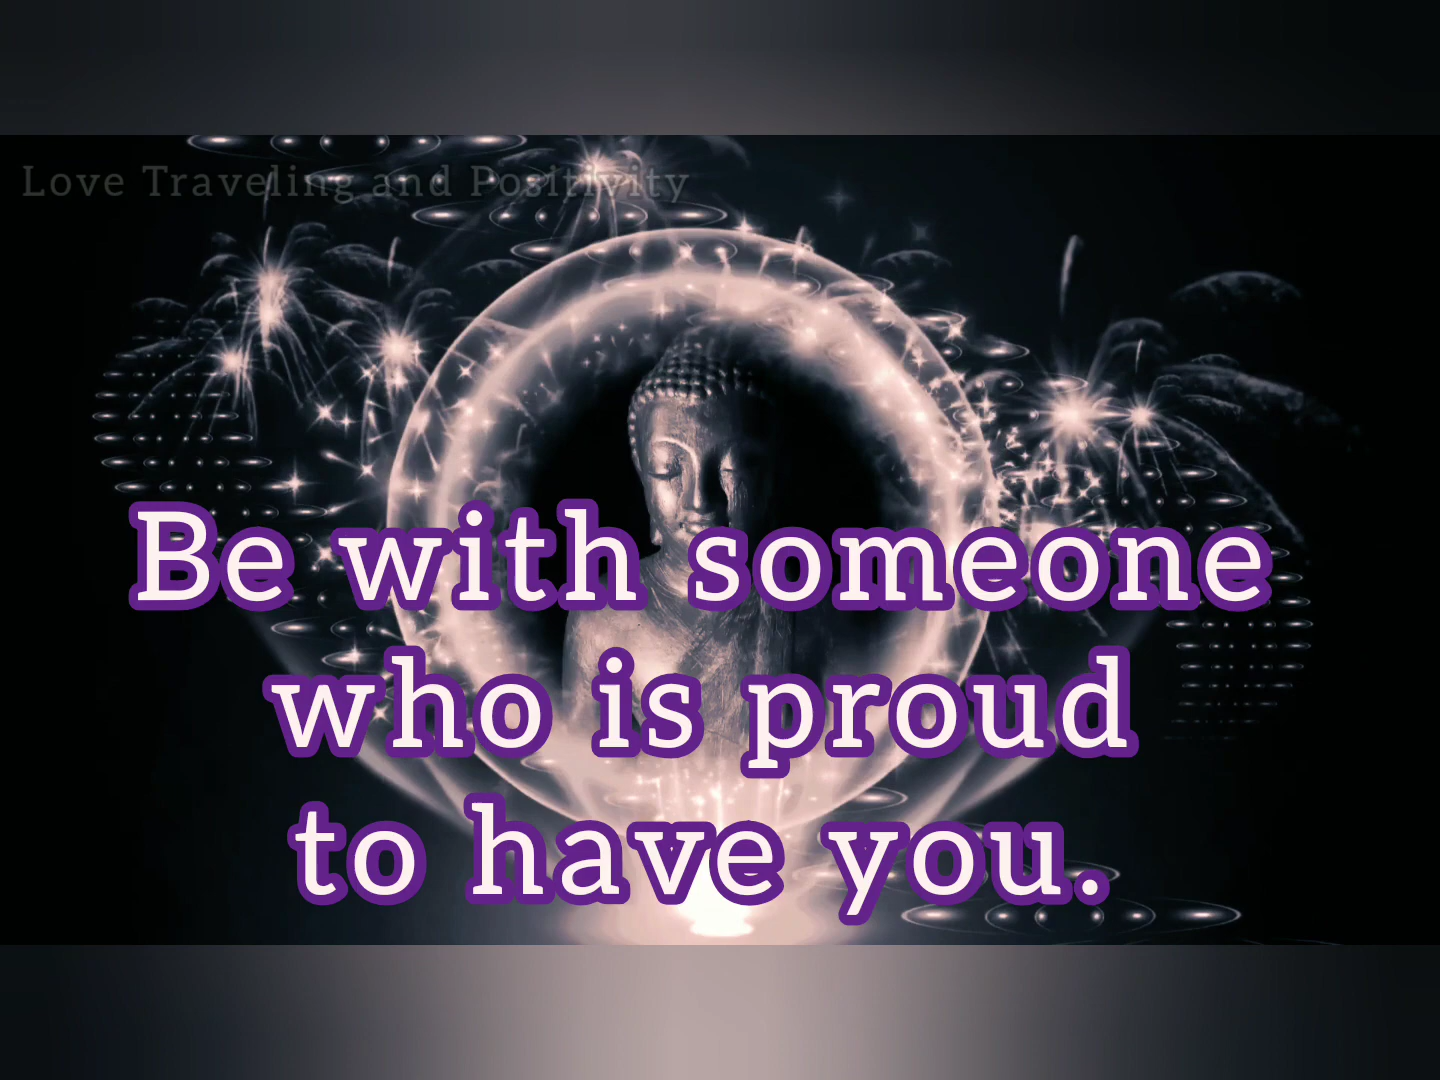 Love Traveling and Positivity
Be with someone
who is proud
to have you.